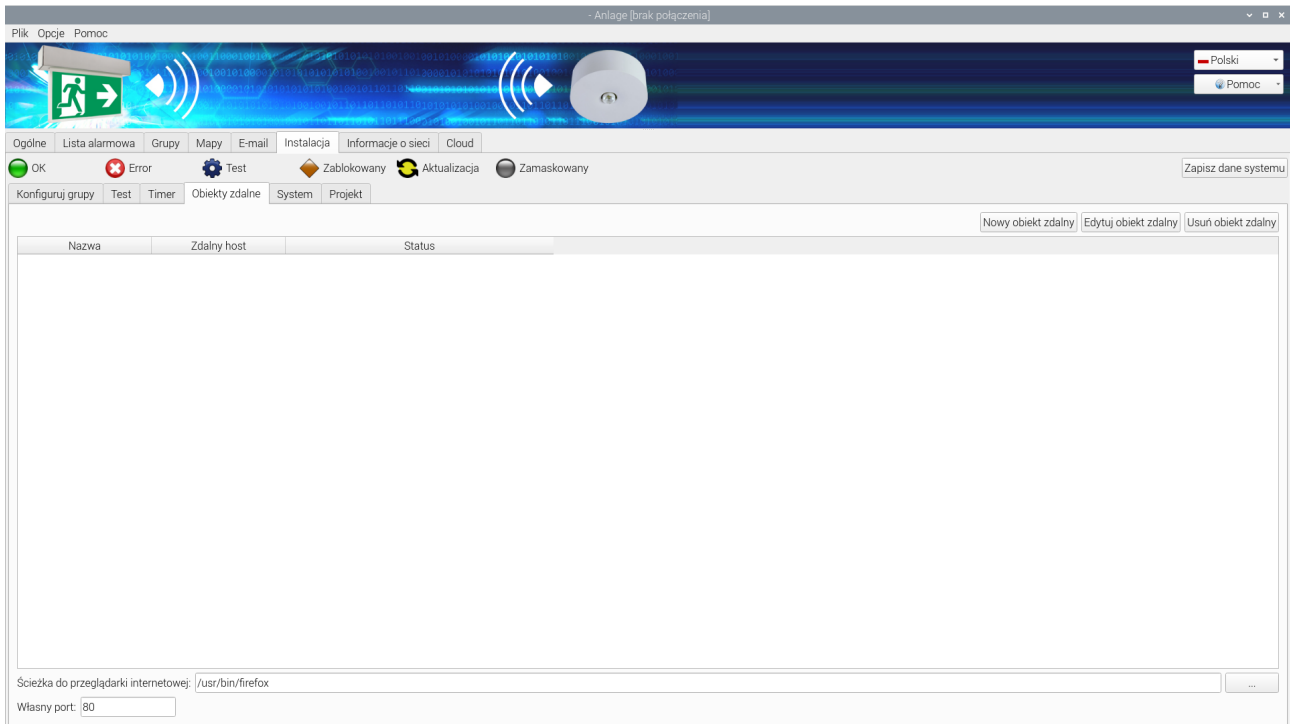 - Anlage [brak połączenia]
Plik Opcje Pomoc
Polski
Pomoc
Ogólne Lista alarmowa Grupy Mapy E-mail Instalacja Informacje o sieci Cloud
OK Error Test Zablokowany Aktualizacja Zamaskowany Zapisz dane systemu
Konfiguruj grupy Test Timer Obiekty zdalne System Projekt
Nowy obiekt zdalny Edytuj obiekt zdalny Usuń obiekt zdalny
Nazwa Zdalny host Status
Ścieżka do przeglądarki internetowej: /usr/bin/firefox ...
Własny port: 80